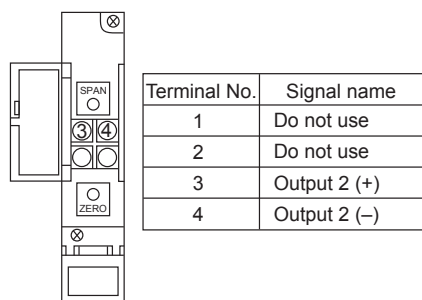 SPAN
3 4
ZERO
Terminal No. Signal name
1 Do not use
2 Do not use
3 Output 2 (+)
4 Output 2 (–)